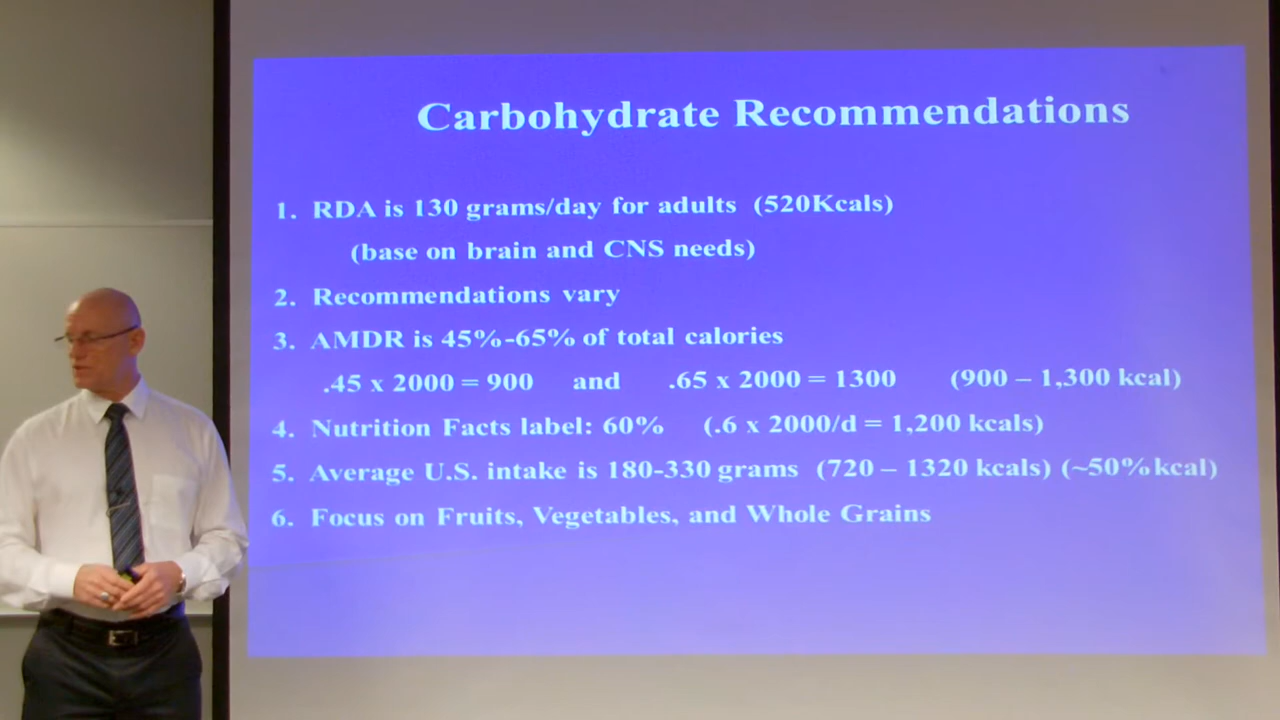 Carbohydrate Recommendations
1. RDA is 130 grams/day for adults (520Kcals)
(base on brain and CNS needs)
2. Recommendations vary
3. AMDR is 45%-65% of total calories
.45 x 2000 = 900 and .65 x 2000 = 1300 (900 – 1,300 kcal)
4. Nutrition Facts label: 60% (.6 x 2000/d = 1,200 kcals)
5. Average U.S. intake is 180-330 grams (720 – 1320 kcals) (~50% kcal)
6. Focus on Fruits, Vegetables, and Whole Grains